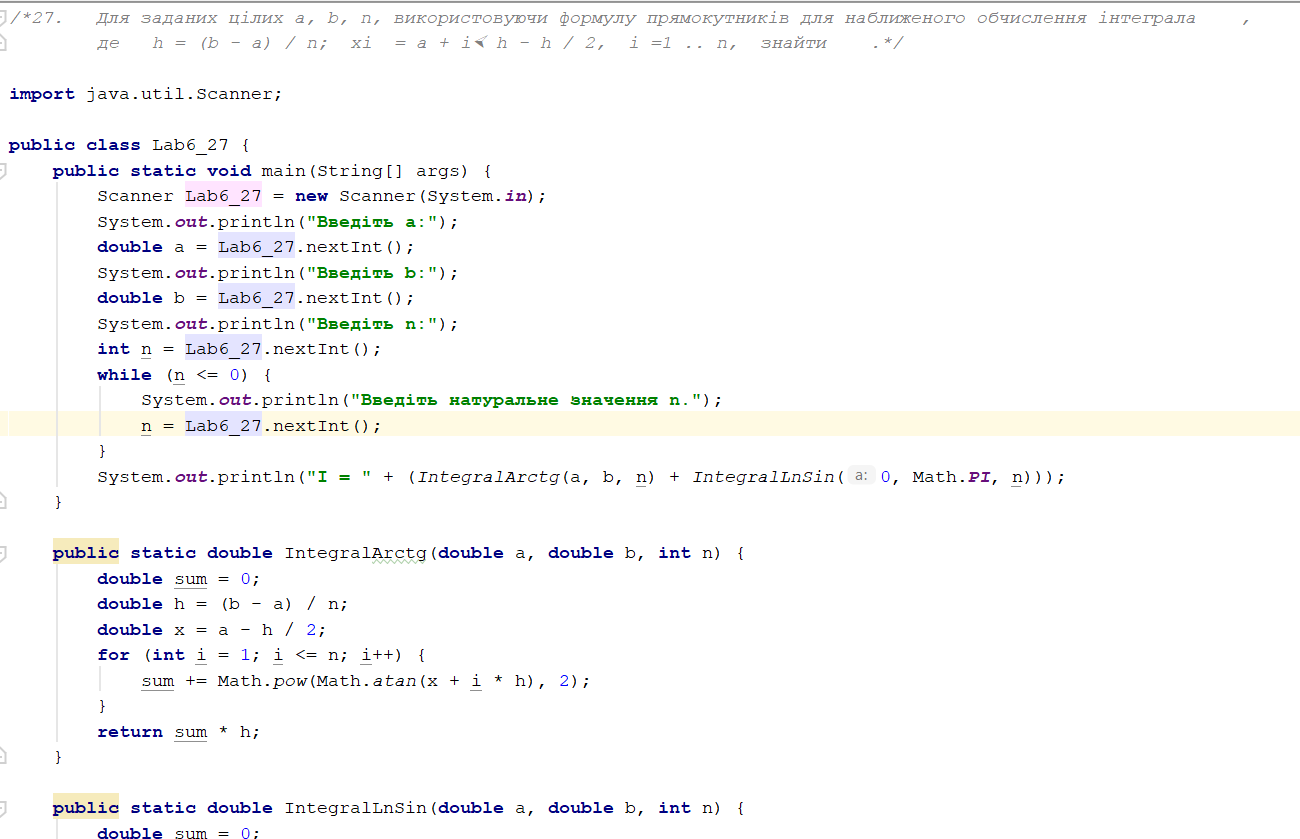 /*27.   Для заданих цілих a, b, n, використовуючи формулу прямокутників для наближеного обчислення інтеграла    ,
        де   h = (b - a) / n;  xi  = a + i h - h / 2,  i =1 .. n,  знайти    .*/
import java.util.Scanner;
public class Lab6_27 {
    public static void main(String[] args) {
        Scanner Lab6_27 = new Scanner(System.in);
        System.out.println("Введіть a:");
        double a = Lab6_27.nextInt();
        System.out.println("Введіть b:");
        double b = Lab6_27.nextInt();
        System.out.println("Введіть n:");
        int n = Lab6_27.nextInt();
        while (n <= 0) {
            System.out.println("Введіть натуральне значення n.");
            n = Lab6_27.nextInt();
        }
        System.out.println("I = " + (IntegralArctg(a, b, n) + IntegralLnSin( a: 0, Math.PI, n)));
    }
    public static double IntegralArctg(double a, double b, int n) {
        double sum = 0;
        double h = (b - a) / n;
        double x = a - h / 2;
        for (int i = 1; i <= n; i++) {
            sum += Math.pow(Math.atan(x + i * h), 2);
        }
        return sum * h;
    }
    public static double IntegralLnSin(double a, double b, int n) {
        double sum = 0;